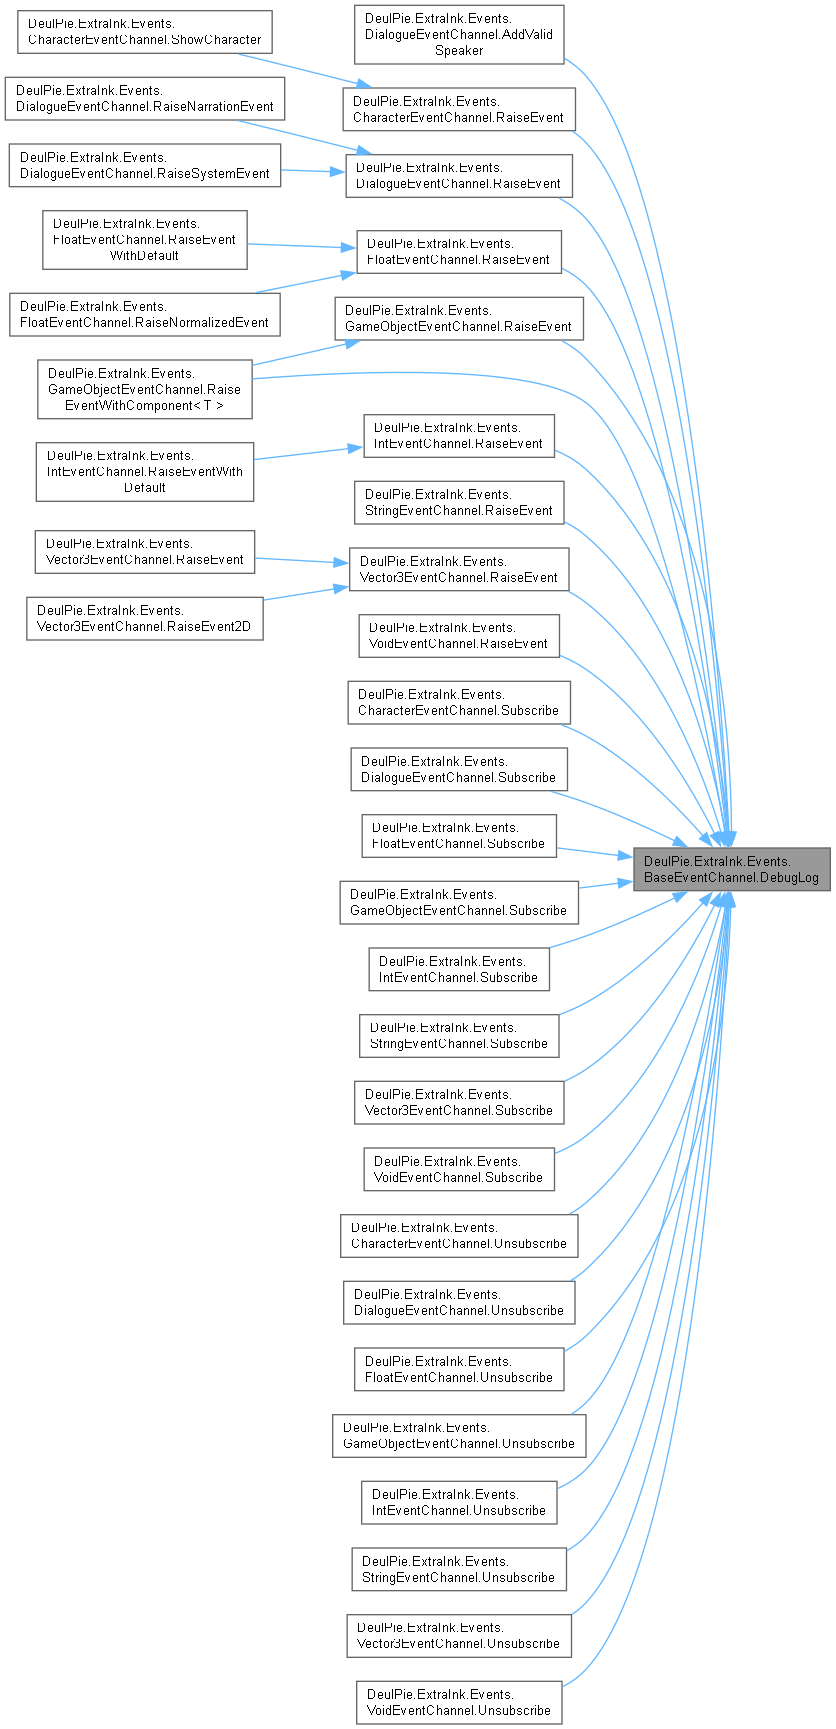 DeulPie.ExtraInk.Events.
CharacterEventChannel.ShowCharacter
DeulPie.ExtraInk.Events.
DialogueEventChannel.RaiseNarrationEvent
DeulPie.ExtraInk.Events.
DialogueEventChannel.RaiseSystemEvent
DeulPie.ExtraInk.Events.
FloatEventChannel.RaiseEvent
WithDefault
DeulPie.ExtraInk.Events.
FloatEventChannel.RaiseNormalizedEvent
DeulPie.ExtraInk.Events.
GameObjectEventChannel.Raise
EventWithComponent< T >
DeulPie.ExtraInk.Events.
IntEventChannel.RaiseEventWith
Default
DeulPie.ExtraInk.Events.
Vector3EventChannel.RaiseEvent
DeulPie.ExtraInk.Events.
Vector3EventChannel.RaiseEvent2D
DeulPie.ExtraInk.Events.
DialogueEventChannel.AddValid
Speaker
DeulPie.ExtraInk.Events.
CharacterEventChannel.RaiseEvent
DeulPie.ExtraInk.Events.
DialogueEventChannel.RaiseEvent
DeulPie.ExtraInk.Events.
FloatEventChannel.RaiseEvent
DeulPie.ExtraInk.Events.
GameObjectEventChannel.RaiseEvent
DeulPie.ExtraInk.Events.
IntEventChannel.RaiseEvent
DeulPie.ExtraInk.Events.
StringEventChannel.RaiseEvent
DeulPie.ExtraInk.Events.
Vector3EventChannel.RaiseEvent
DeulPie.ExtraInk.Events.
VoidEventChannel.RaiseEvent
DeulPie.ExtraInk.Events.
CharacterEventChannel.Subscribe
DeulPie.ExtraInk.Events.
DialogueEventChannel.Subscribe
DeulPie.ExtraInk.Events.
FloatEventChannel.Subscribe
DeulPie.ExtraInk.Events.
GameObjectEventChannel.Subscribe
DeulPie.ExtraInk.Events.
IntEventChannel.Subscribe
DeulPie.ExtraInk.Events.
StringEventChannel.Subscribe
DeulPie.ExtraInk.Events.
Vector3EventChannel.Subscribe
DeulPie.ExtraInk.Events.
VoidEventChannel.Subscribe
DeulPie.ExtraInk.Events.
CharacterEventChannel.Unsubscribe
DeulPie.ExtraInk.Events.
DialogueEventChannel.Unsubscribe
DeulPie.ExtraInk.Events.
FloatEventChannel.Unsubscribe
DeulPie.ExtraInk.Events.
GameObjectEventChannel.Unsubscribe
DeulPie.ExtraInk.Events.
IntEventChannel.Unsubscribe
DeulPie.ExtraInk.Events.
StringEventChannel.Unsubscribe
DeulPie.ExtraInk.Events.
Vector3EventChannel.Unsubscribe
DeulPie.ExtraInk.Events.
VoidEventChannel.Unsubscribe
DeulPie.ExtraInk.Events.
BaseEventChannel.DebugLog